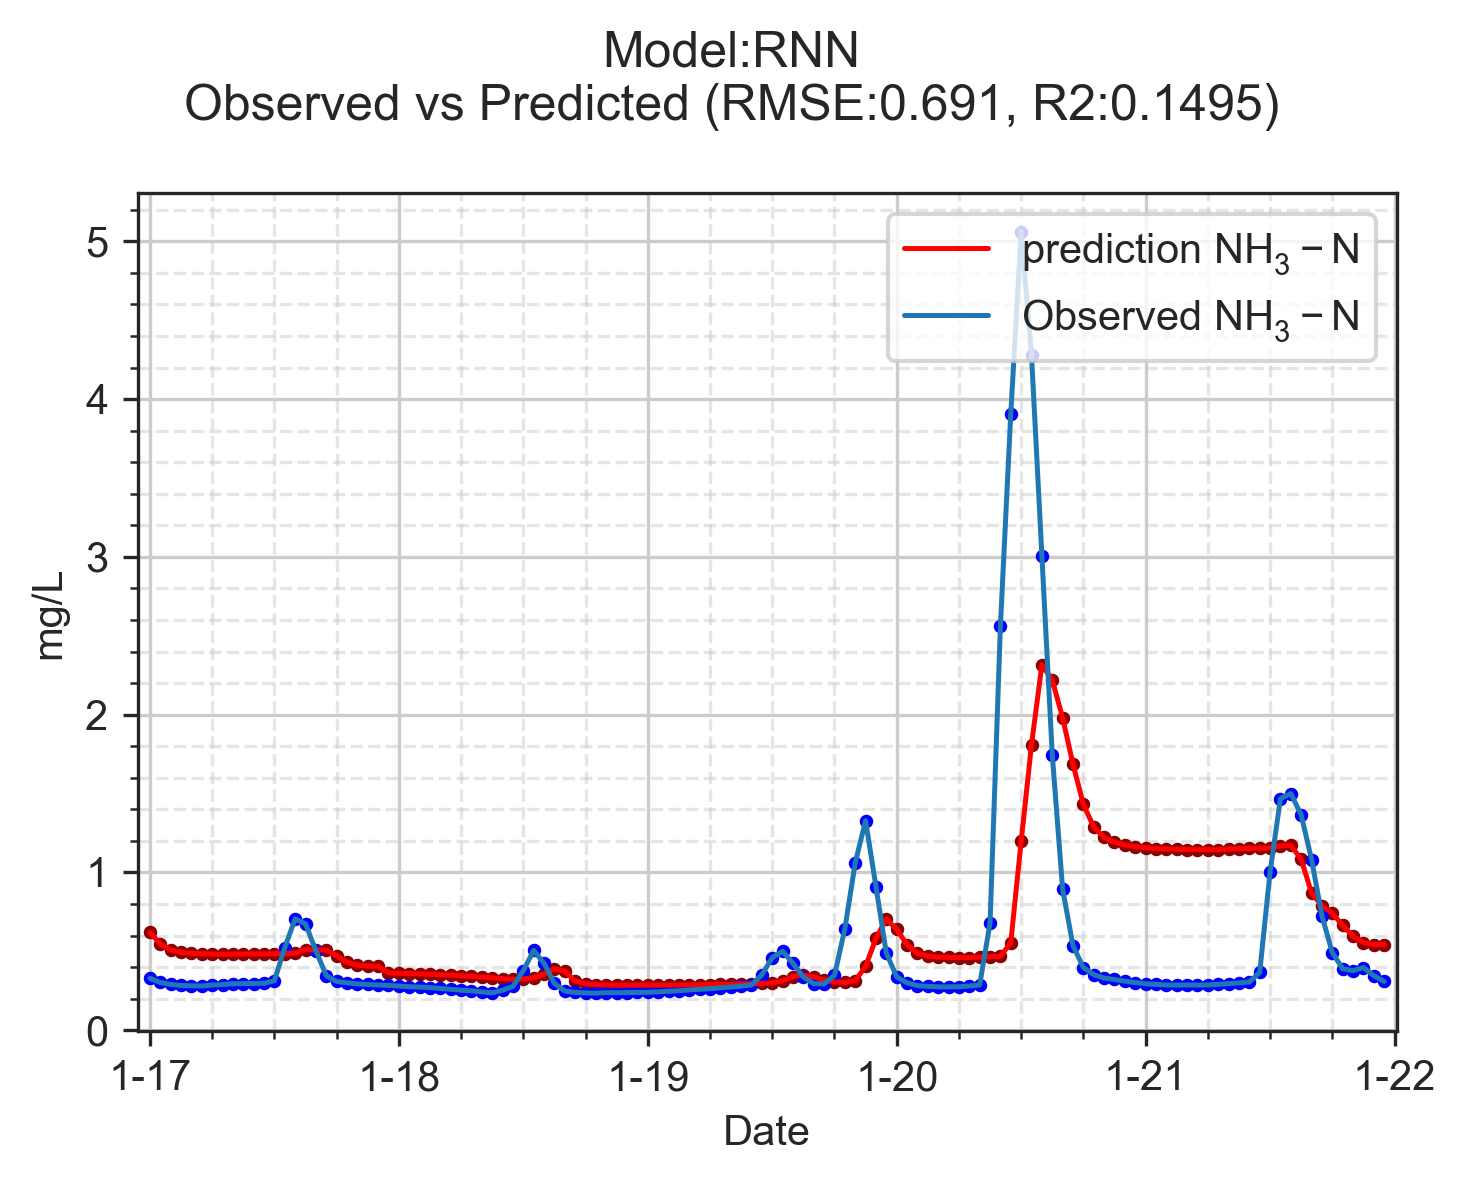 Model:RNN
Observed vs Predicted (RMSE:0.691, R2:0.1495)
prediction NH₃ − N
Observed NH₃ − N
5
4
3
2
1
0
mg/L
1-17 1-18 1-19 1-20 1-21 1-22
Date